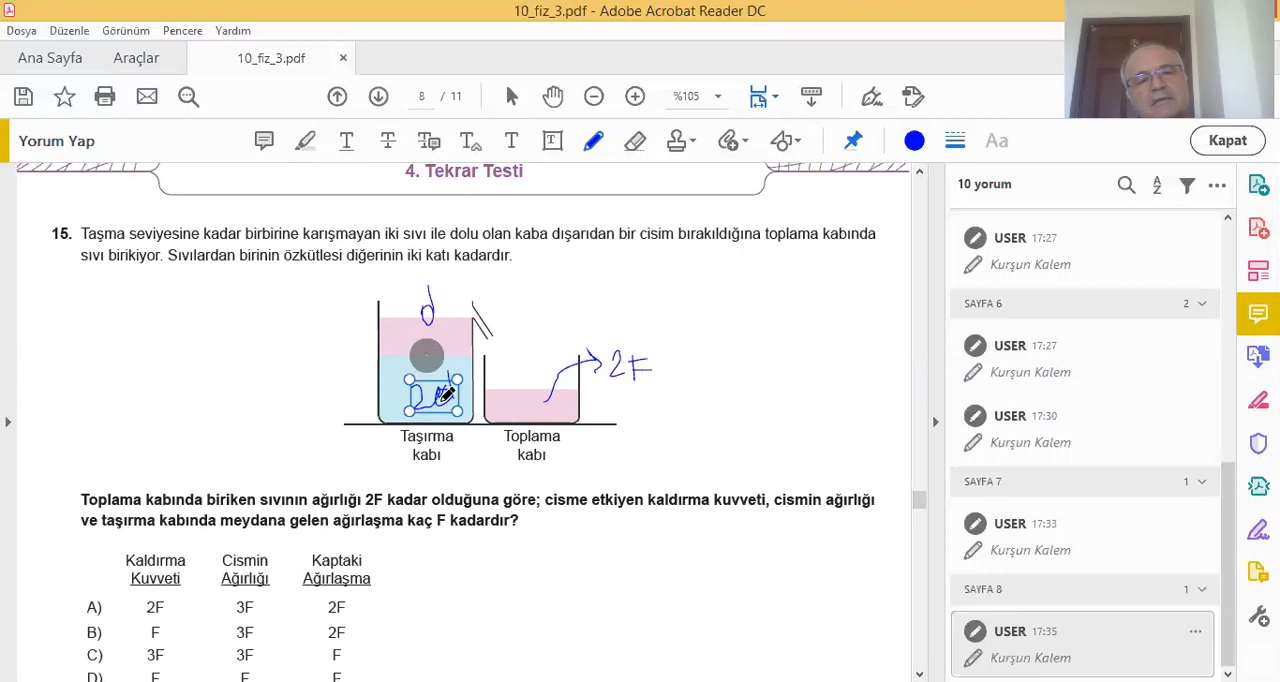 10_fiz_3.pdf - Adobe Acrobat Reader DC
Dosya Düzenle Görünüm Pencere Yardım
Ana Sayfa Araçlar 10_fiz_3.pdf ×
8 / 11 %105
Yorum Yap Aa Kapat
4. Tekrar Testi
10 yorum
15. Taşma seviyesine kadar birbirine karışmayan iki sıvı ile dolu olan kaba dışarıdan bir cisim bırakıldığına toplama kabında
sıvı birikiyor. Sıvılardan birinin özkütlesi diğerinin iki katı kadardır.
d
2F
2d
Taşırma
kabı
Toplama
kabı
Toplama kabında biriken sıvının ağırlığı 2F kadar olduğuna göre; cisme etkiyen kaldırma kuvveti, cismin ağırlığı
ve taşırma kabında meydana gelen ağırlaşma kaç F kadardır?
Kaldırma Cismin Kaptaki
Kuvveti Ağırlığı Ağırlaşma
A) 2F 3F 2F
B) F 3F 2F
C) 3F 3F F
D) F F F
USER 17:27
Kurşun Kalem
SAYFA 6 2
USER 17:27
Kurşun Kalem
USER 17:30
Kurşun Kalem
SAYFA 7 1
USER 17:33
Kurşun Kalem
SAYFA 8 1
USER 17:35
Kurşun Kalem